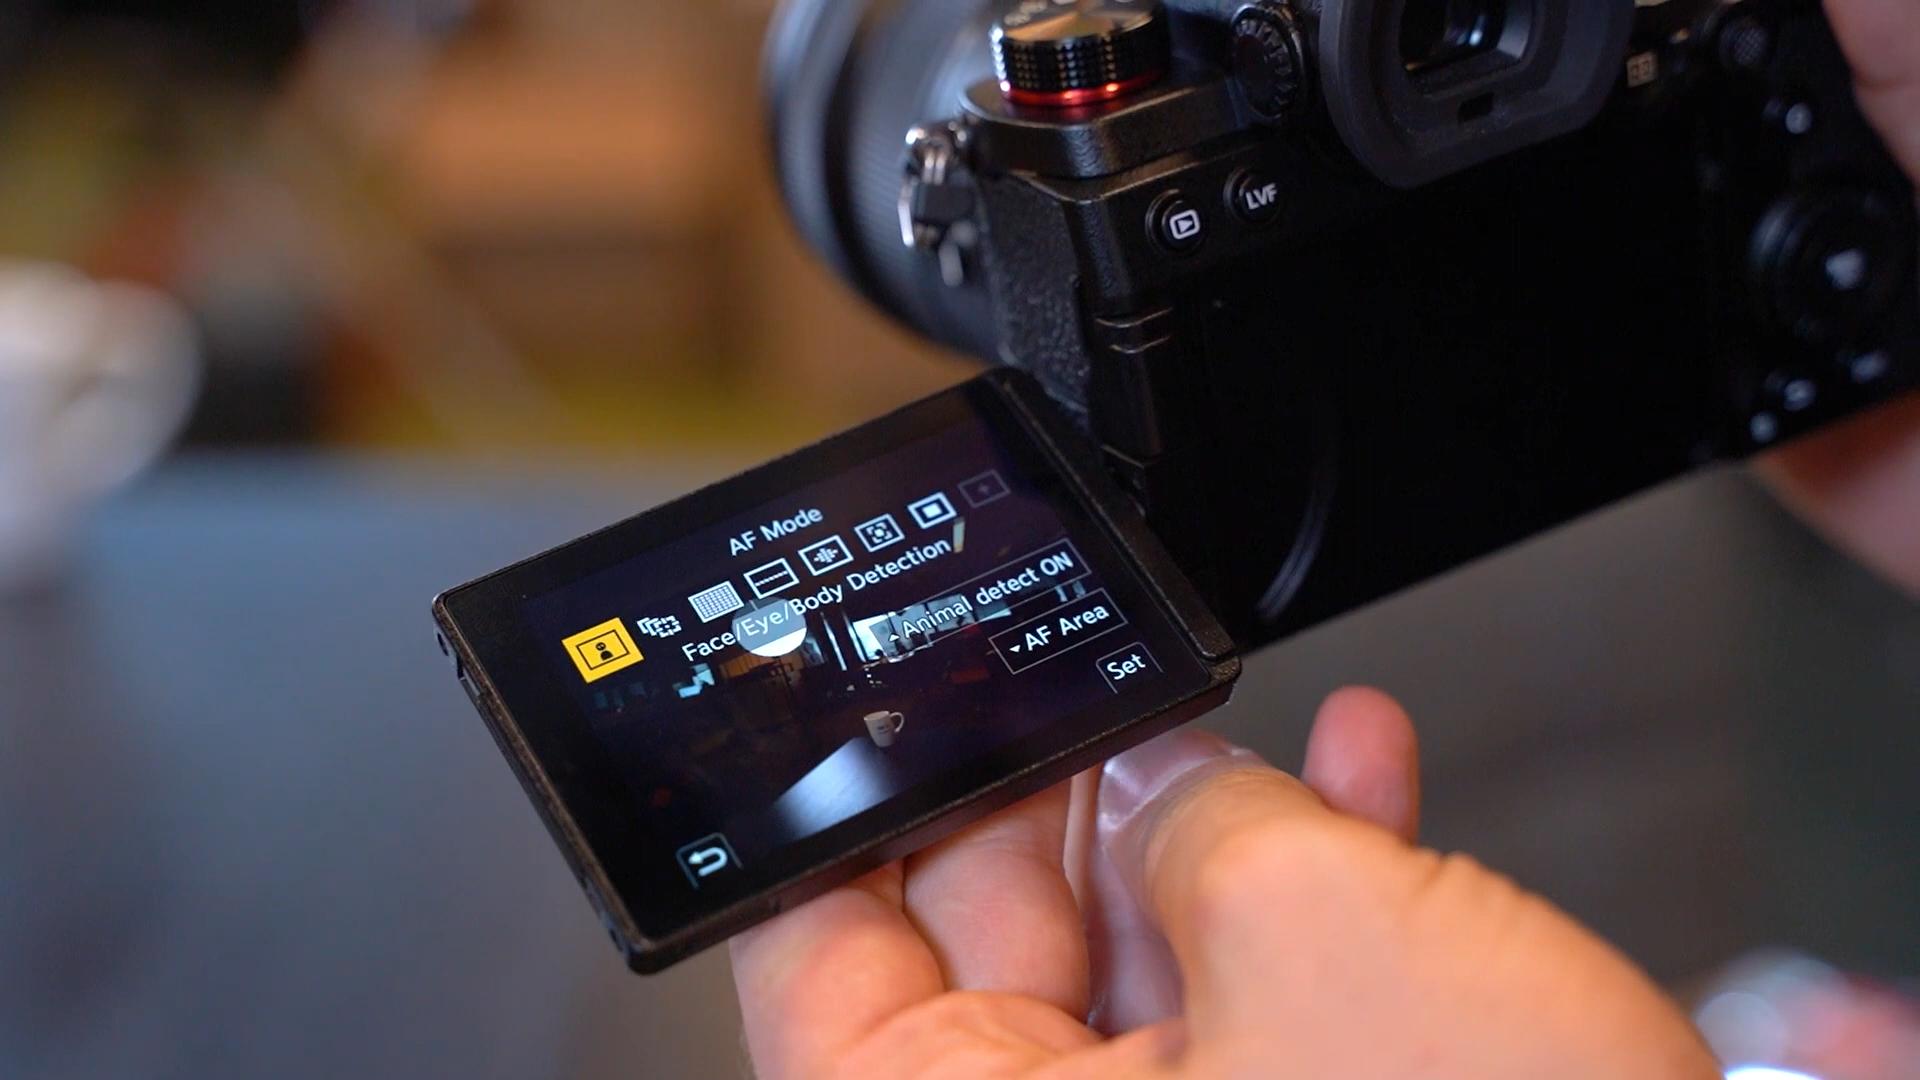 LVF
AF Mode
Face/Eye/Body Detection
Animal detect ON
AF Area
Set